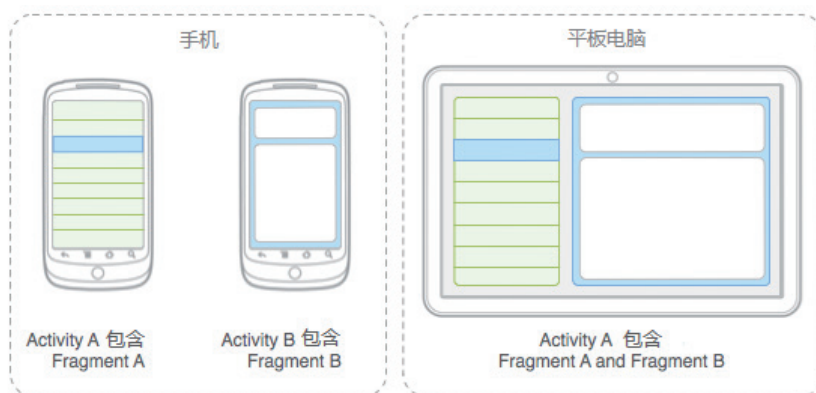 手机
平板电脑
Activity A 包含
Fragment A
Activity B 包含
Fragment B
Activity A 包含
Fragment A and Fragment B